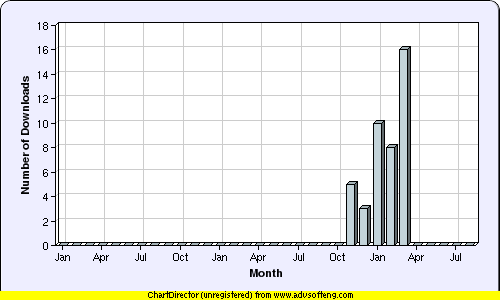 18
16
14
12
10
8
6
4
2
0
Number of Downloads
Jan Apr Jul Oct Jan Apr Jul Oct Jan Apr Jul
Month
ChartDirector (unregistered) from www.advsofteng.com